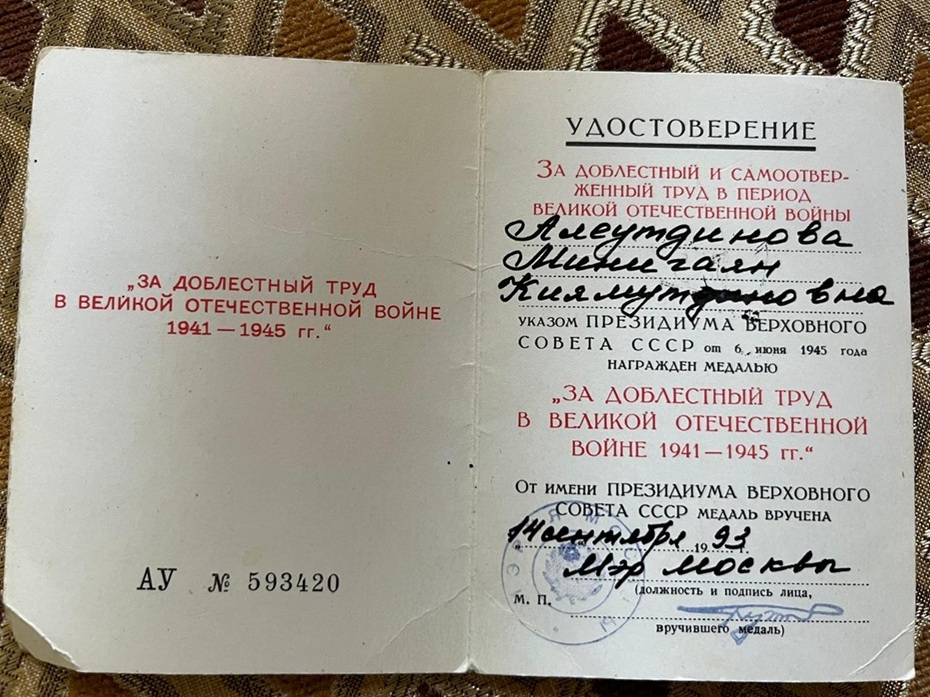 „ЗА ДОБЛЕСТНЫЙ ТРУД
В ВЕЛИКОЙ ОТЕЧЕСТВЕННОЙ ВОЙНЕ
1941—1945 гг.“
АУ № 593420
УДОСТОВЕРЕНИЕ
ЗА ДОБЛЕСТНЫЙ И САМООТВЕР-
ЖЕННЫЙ ТРУД В ПЕРИОД
ВЕЛИКОЙ ОТЕЧЕСТВЕННОЙ ВОЙНЫ
Алеутдинова
Минигаян
Киямутдиновна
УКАЗОМ ПРЕЗИДИУМА ВЕРХОВНОГО
СОВЕТА СССР от 6 июня 1945 года
НАГРАЖДЕН МЕДАЛЬЮ
„ЗА ДОБЛЕСТНЫЙ ТРУД
В ВЕЛИКОЙ ОТЕЧЕСТВЕННОЙ
ВОЙНЕ 1941—1945 гг.“
ОТ ИМЕНИ ПРЕЗИДИУМА ВЕРХОВНОГО
СОВЕТА СССР МЕДАЛЬ ВРУЧЕНА
14 сентября 1993
Мэр Москвы
(должность и подпись лица,
М. П.
вручившего медаль)